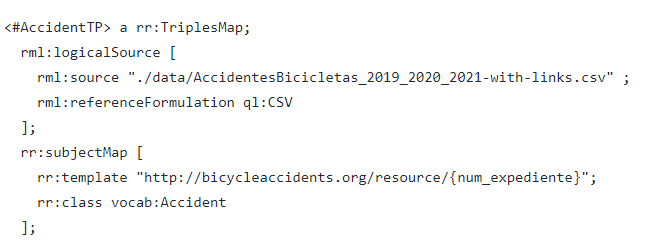 <#AccidentTP> a rr:TriplesMap;
rml:logicalSource [
rml:source "./data/AccidentesBicicletas_2019_2020_2021-with-links.csv" ;
rml:referenceFormulation ql:CSV
];
rr:subjectMap [
rr:template "http://bicycleaccidents.org/resource/{num_expediente}";
rr:class vocab:Accident
];